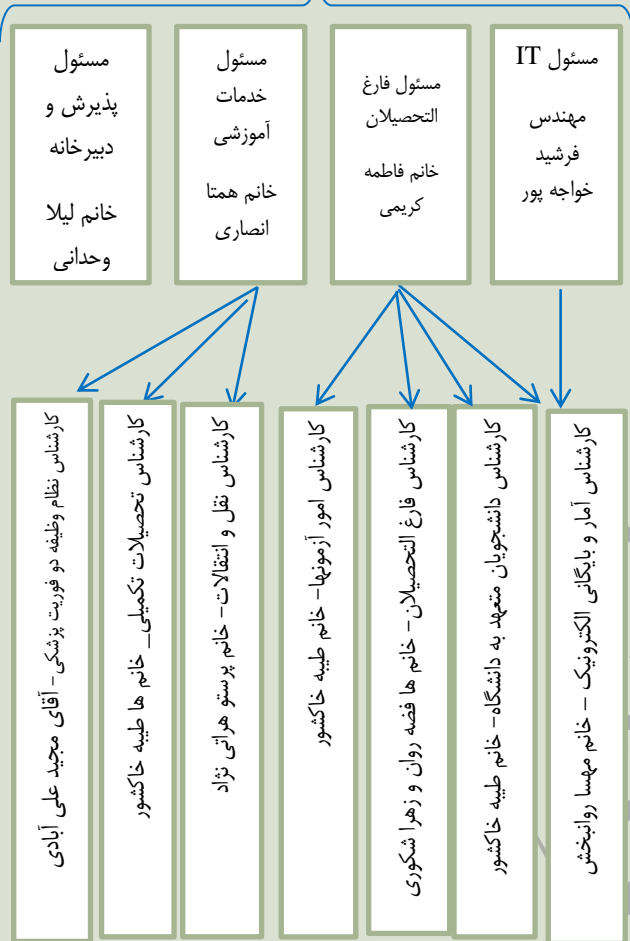 مسئول IT
مهندس
فرشید
خواجه پور
مسئول فارغ
التحصیلان
خانم فاطمه
کریمی
مسئول
خدمات
آموزشی
خانم همتا
انصاری
مسئول
پذیرش و
دبیرخانه
خانم لیلا
وحدانی
کارشناس آمار و بایگانی الکترونیک – خانم مهسا روانبخش
کارشناس دانشجویان متعهد به دانشگاه- خانم طیبه خاکشور
کارشناس فارغ التحصیلان- خانم ها فضه روان و زهرا شکوری
کارشناس امور آزمونها- خانم طیبه خاکشور
کارشناس نقل و انتقالات- خانم پرستو هراتی نژاد
کارشناس تحصیلات تکمیلی_ خانم ها طیبه خاکشور
کارشناس نظام وظیفه دو فوریت پزشکی- آقای مجید علی آبادی